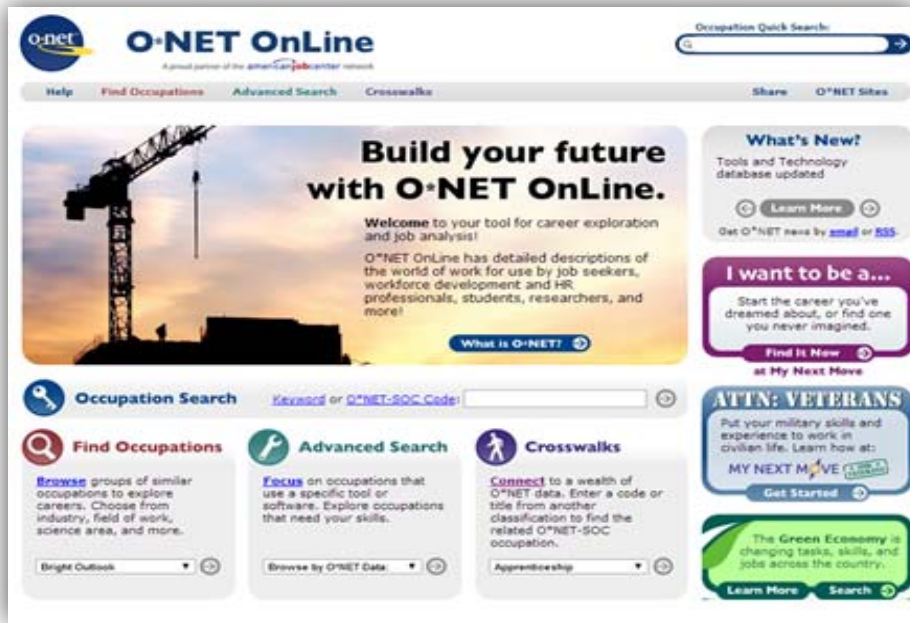 o·net
O*NET OnLine
A proud partner of the americanjobcenter network
Occupation Quick Search:
Help Find Occupations Advanced Search Crosswalks Share O*NET Sites
Build your future
with O*NET OnLine.
Welcome to your tool for career exploration
and job analysis!
O*NET OnLine has detailed descriptions of
the world of work for use by job seekers,
workforce development and HR
professionals, students, researchers, and
more!
What is O*NET?
What's New?
Tools and Technology
database updated
Learn More
Get O*NET news by email or RSS.
I want to be a...
Start the career you've
dreamed about, or find one
you never imagined.
Find It Now
at My Next Move
Occupation Search Keyword or O*NET-SOC Code:
Find Occupations
Browse groups of similar
occupations to explore
careers. Choose from
industry, field of work,
science area, and more.
Bright Outlook
Advanced Search
Focus on occupations that
use a specific tool or
software. Explore occupations
that need your skills.
Browse by O*NET Data:
Crosswalks
Connect to a wealth of
O*NET data. Enter a code or
title from another
classification to find the
related O*NET-SOC
occupation.
Apprenticeship
ATTN: VETERANS
Put your military skills and
experience to work in
civilian life. Learn how at:
MY NEXT MOVE
Get Started
The Green Economy is
changing tasks, skills, and
jobs across the country.
Learn More Search